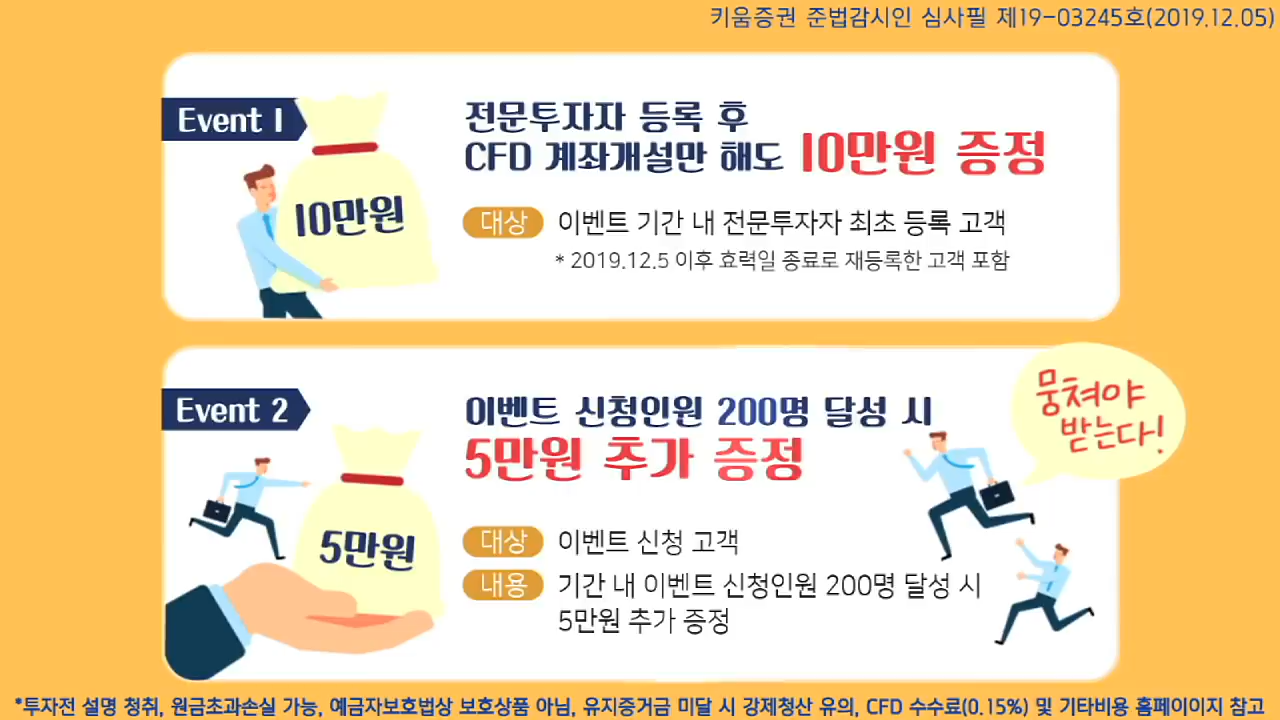 키움증권 준법감시인 심사필 제19-03245호(2019.12.05)
Event 1
전문투자자 등록 후
CFD 계좌개설만 해도 10만원 증정
10만원
대상 이벤트 기간 내 전문투자자 최초 등록 고객
* 2019.12.5 이후 효력일 종료로 재등록한 고객 포함
Event 2
이벤트 신청인원 200명 달성 시
5만원 추가 증정
뭉쳐야
받는다!
5만원
대상 이벤트 신청 고객
내용 기간 내 이벤트 신청인원 200명 달성 시
5만원 추가 증정
*투자전 설명 청취, 원금초과손실 가능, 예금자보호법상 보호상품 아님, 유지증거금 미달 시 강제청산 유의, CFD 수수료(0.15%) 및 기타비용 홈페이이지 참고